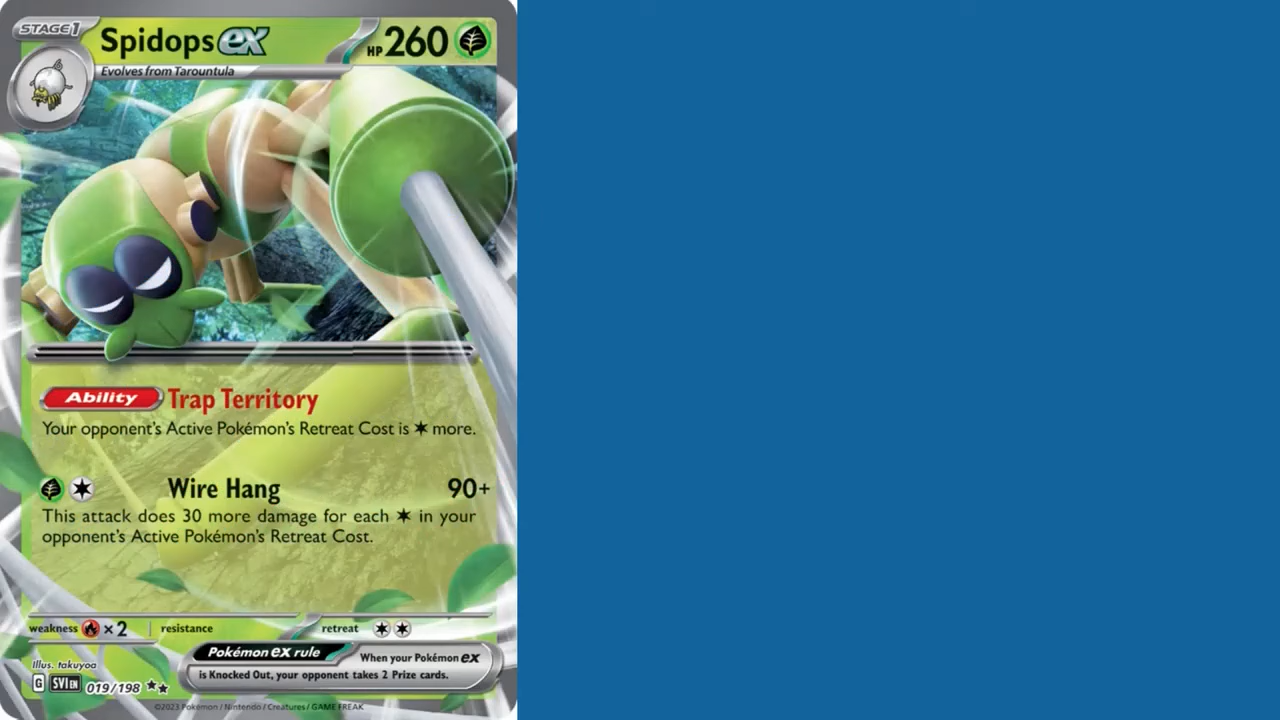 STAGE1
Spidops ex
HP 260
Evolves from Tarountula
Ability Trap Territory
Your opponent's Active Pokémon's Retreat Cost is more.
Wire Hang 90+
This attack does 30 more damage for each in your
opponent's Active Pokémon's Retreat Cost.
weakness ×2 resistance retreat
Pokémon ex rule
When your Pokémon ex
is Knocked Out, your opponent takes 2 Prize cards.
Illus. takuyoa
G SVI EN 019/198
©2023 Pokémon / Nintendo / Creatures / GAME FREAK